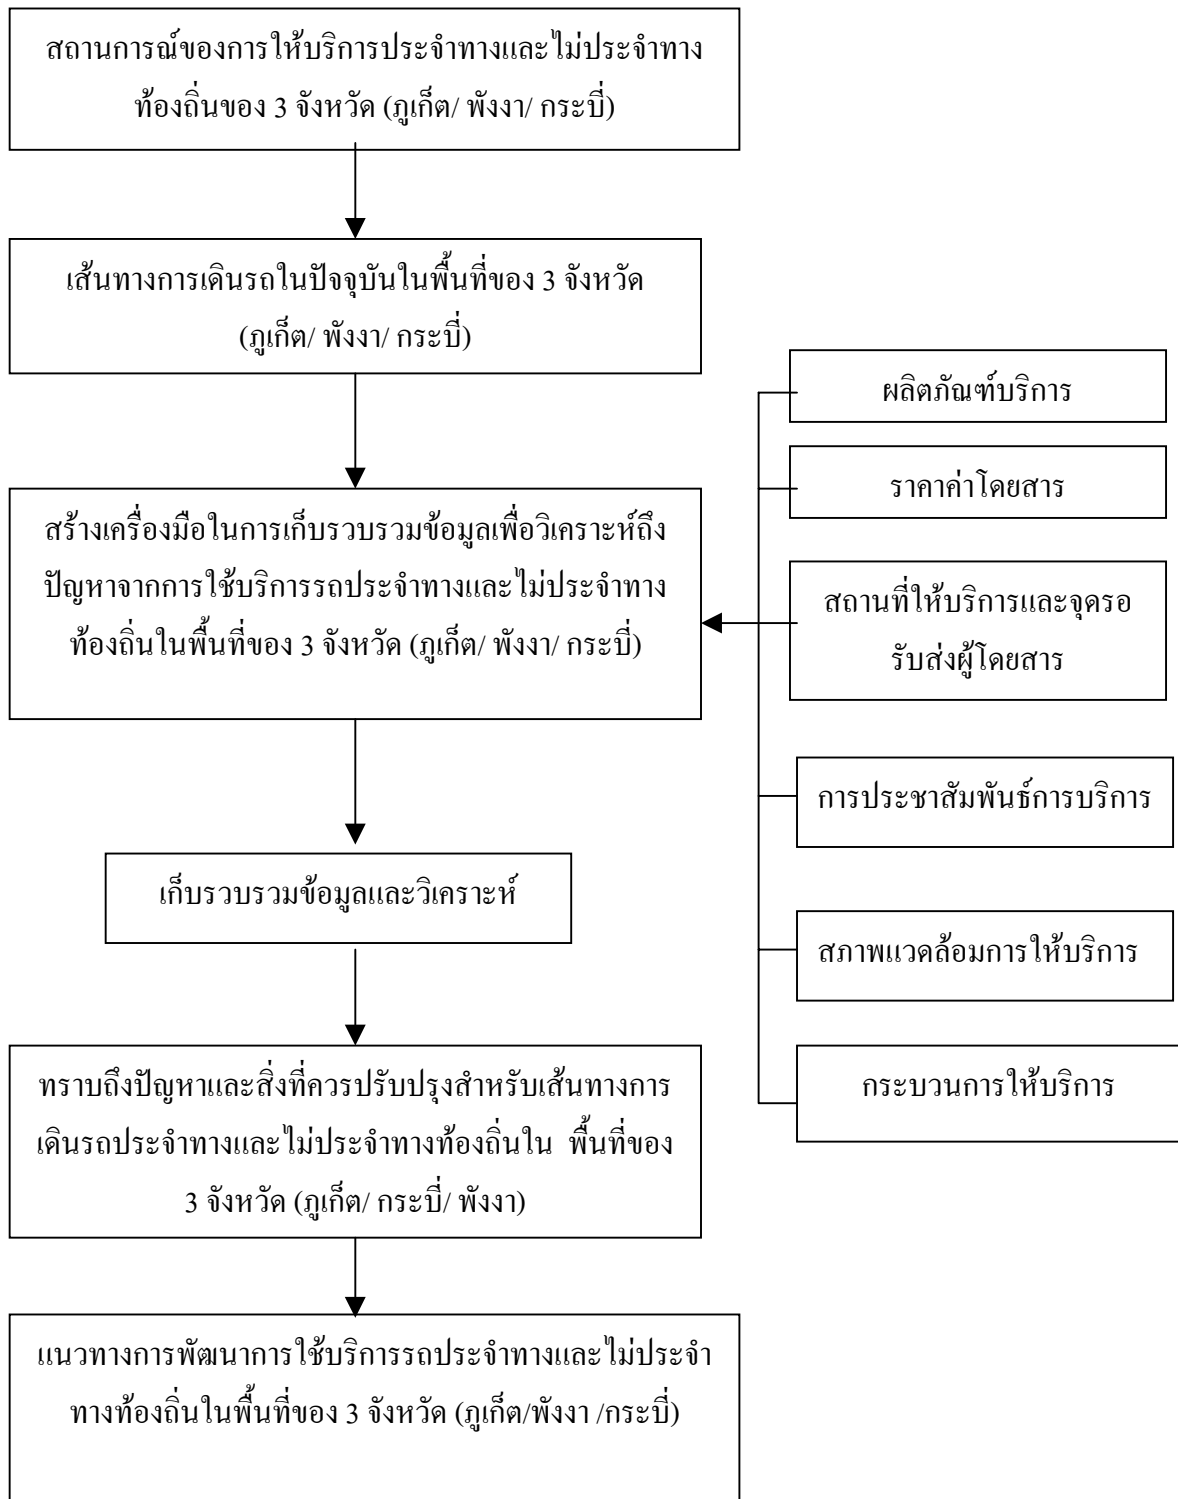 สถานการณ์ของการให้บริการประจำทางและไม่ประจำทาง
ท้องถิ่นของ 3 จังหวัด (ภูเก็ต/ พังงา/ กระบี่)
เส้นทางการเดินรถในปัจจุบันในพื้นที่ของ 3 จังหวัด
(ภูเก็ต/ พังงา/ กระบี่)
สร้างเครื่องมือในการเก็บรวบรวมข้อมูลเพื่อวิเคราะห์ถึง
ปัญหาจากการใช้บริการรถประจำทางและไม่ประจำทาง
ท้องถิ่นในพื้นที่ของ 3 จังหวัด (ภูเก็ต/ พังงา/ กระบี่)
ผลิตภัณฑ์บริการ
ราคาค่าโดยสาร
สถานที่ให้บริการและจุดรอ
รับส่งผู้โดยสาร
การประชาสัมพันธ์การบริการ
สภาพแวดล้อมการให้บริการ
กระบวนการให้บริการ
เก็บรวบรวมข้อมูลและวิเคราะห์
ทราบถึงปัญหาและสิ่งที่ควรปรับปรุงสำหรับเส้นทางการ
เดินรถประจำทางและไม่ประจำทางท้องถิ่นใน พื้นที่ของ
3 จังหวัด (ภูเก็ต/ กระบี่/ พังงา)
แนวทางการพัฒนาการใช้บริการรถประจำทางและไม่ประจำ
ทางท้องถิ่นในพื้นที่ของ 3 จังหวัด (ภูเก็ต/พังงา /กระบี่)